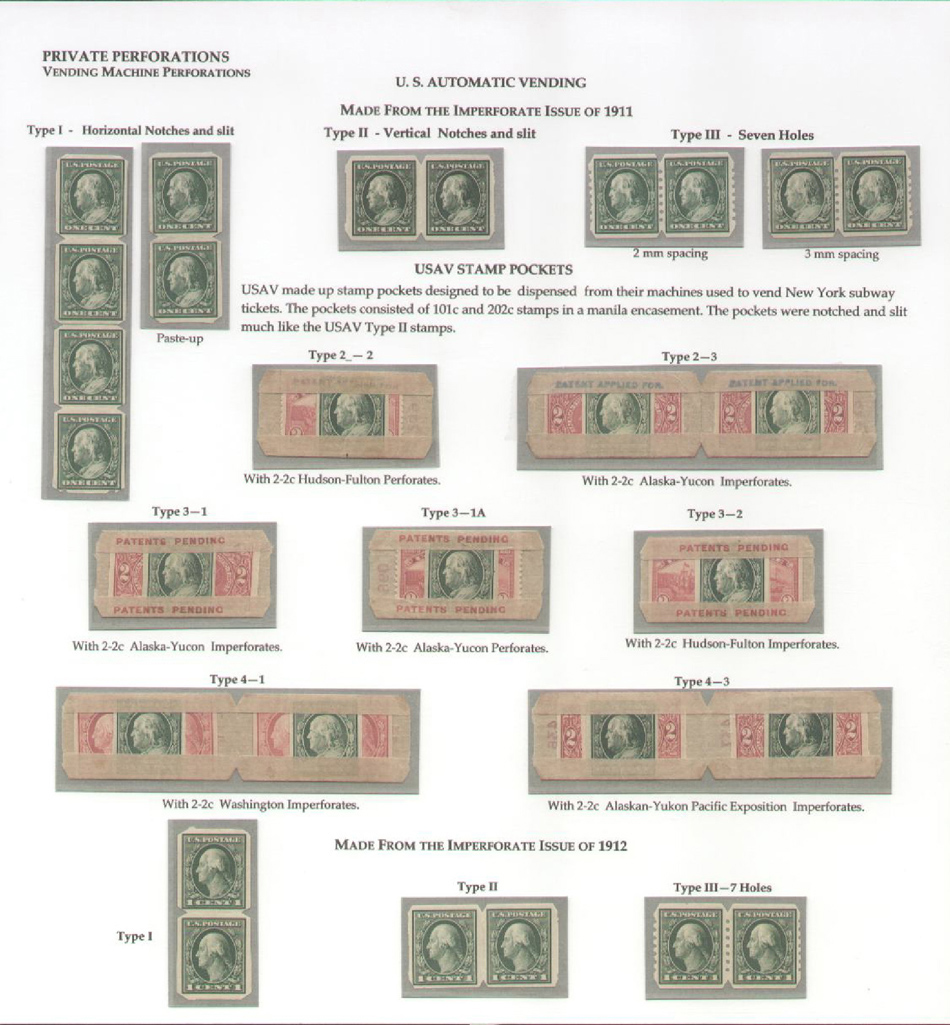 PRIVATE PERFORATIONS
VENDING MACHINE PERFORATIONS
U. S. AUTOMATIC VENDING
MADE FROM THE IMPERFORATE ISSUE OF 1911
Type I - Horizontal Notches and slit
Type II - Vertical Notches and slit
Type III - Seven Holes
U.S.POSTAGE U.S.POSTAGE U.S.POSTAGE U.S.POSTAGE U.S.POSTAGE U.S.POSTAGE U.S.POSTAGE U.S.POSTAGE
ONE CENT ONE CENT ONE CENT ONE CENT ONE CENT ONE CENT ONE CENT ONE CENT
U.S.POSTAGE U.S.POSTAGE
ONE CENT ONE CENT
U.S.POSTAGE
ONE CENT
U.S.POSTAGE
ONE CENT
2 mm spacing
3 mm spacing
Paste-up
USAV STAMP POCKETS
USAV made up stamp pockets designed to be dispensed from their machines used to vend New York subway
tickets. The pockets consisted of 101c and 202c stamps in a manila encasement. The pockets were notched and slit
much like the USAV Type II stamps.
Type 2_— 2
Type 2—3
PATENT APPLIED FOR.
PATENT APPLIED FOR. PATENT APPLIED FOR.
2 2 2 2
With 2-2c Hudson-Fulton Perforates.
With 2-2c Alaska-Yucon Imperforates.
Type 3—1
Type 3—1A
Type 3—2
PATENTS PENDING
PATENTS PENDING
PATENTS PENDING
2 2
PATENTS PENDING
PATENTS PENDING
PATENTS PENDING
With 2-2c Alaska-Yucon Imperforates.
With 2-2c Alaska-Yucon Perforates.
With 2-2c Hudson-Fulton Imperforates.
Type 4—1
Type 4—3
2 2 2 2
With 2-2c Washington Imperforates.
With 2-2c Alaskan-Yukon Pacific Exposition Imperforates.
MADE FROM THE IMPERFORATE ISSUE OF 1912
Type I
Type II
Type III—7 Holes
U.S.POSTAGE
1 CENT 1
U.S.POSTAGE
1 CENT 1
U.S.POSTAGE U.S.POSTAGE
1 CENT 1 1 CENT 1
U.S.POSTAGE U.S.POSTAGE
1 CENT 1 1 CENT 1